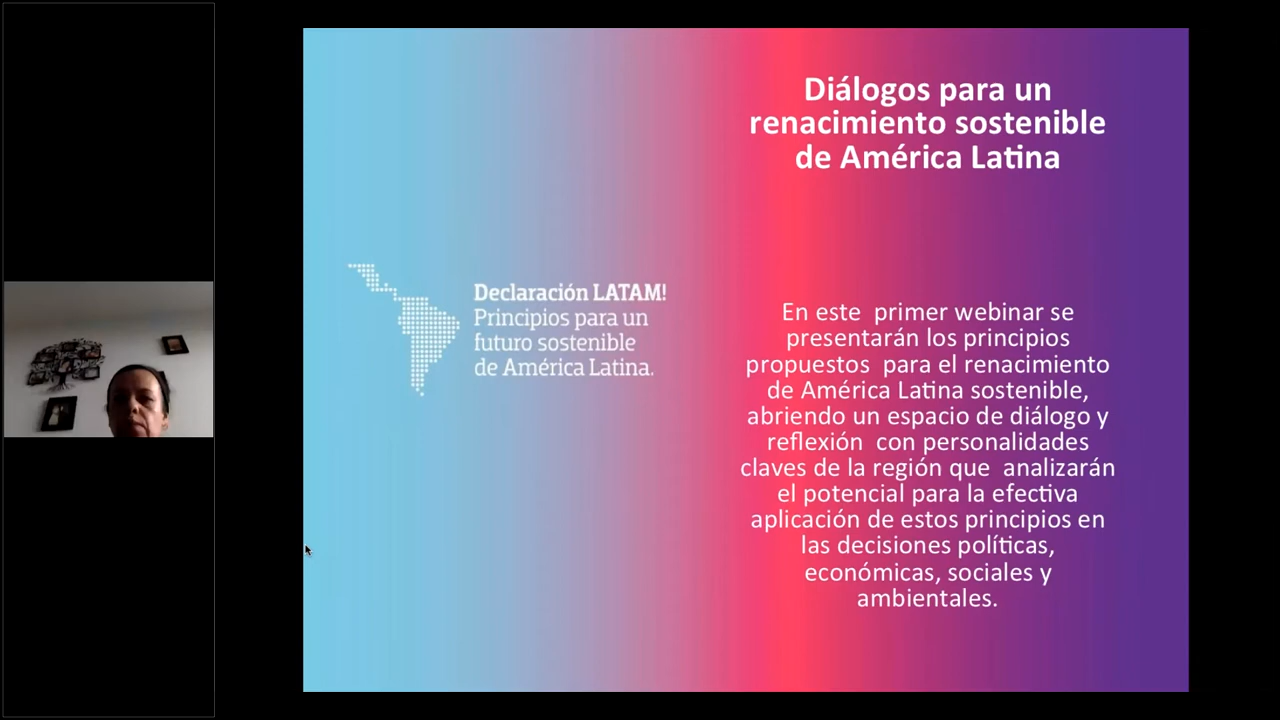 Diálogos para un
renacimiento sostenible
de América Latina
Declaración LATAM!
Principios para un
futuro sostenible
de América Latina.
En este primer webinar se
presentarán los principios
propuestos para el renacimiento
de América Latina sostenible,
abriendo un espacio de diálogo y
reflexión con personalidades
claves de la región que analizarán
el potencial para la efectiva
aplicación de estos principios en
las decisiones políticas,
económicas, sociales y
ambientales.